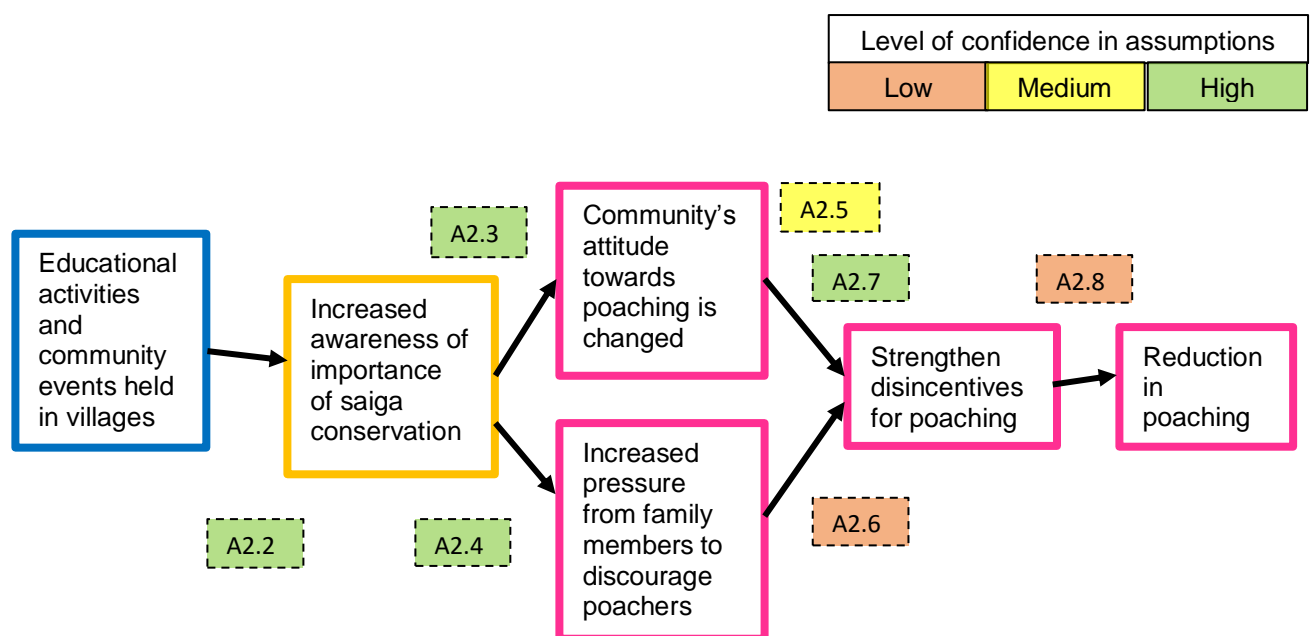 Level of confidence in assumptions
Low Medium High
Educational
activities
and
community
events held
in villages
A2.2
Increased
awareness of
importance
of saiga
conservation
A2.3
A2.4
Community’s
attitude
towards
poaching is
changed
Increased
pressure
from family
members to
discourage
poachers
A2.5
A2.7
A2.6
Strengthen
disincentives
for poaching
A2.8
Reduction
in
poaching